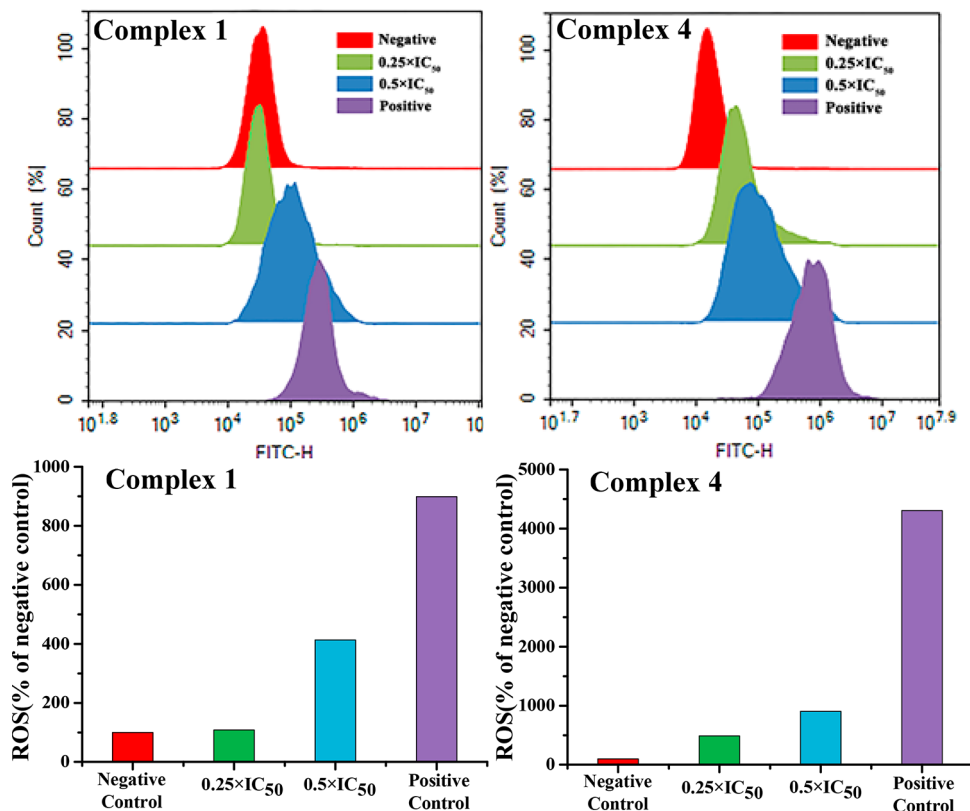 Complex 1
Negative
0.25×IC₅₀
0.5×IC₅₀
Positive
Count (%)
100
80
60
40
20
0
10^1.8 10^3 10^4 10^5 10^6 10^7
FITC-H
Complex 4
Negative
0.25×IC₅₀
0.5×IC₅₀
Positive
Count (%)
100
80
60
40
20
0
10^1.7 10^3 10^4 10^5 10^6 10^7 10^7.9
FITC-H
Complex 1
ROS(% of negative control)
1000
800
600
400
200
0
Negative Control
0.25×IC₅₀
0.5×IC₅₀
Positive Control
Complex 4
ROS(% of negative control)
5000
4000
3000
2000
1000
0
Negative Control
0.25×IC₅₀
0.5×IC₅₀
Positive Control